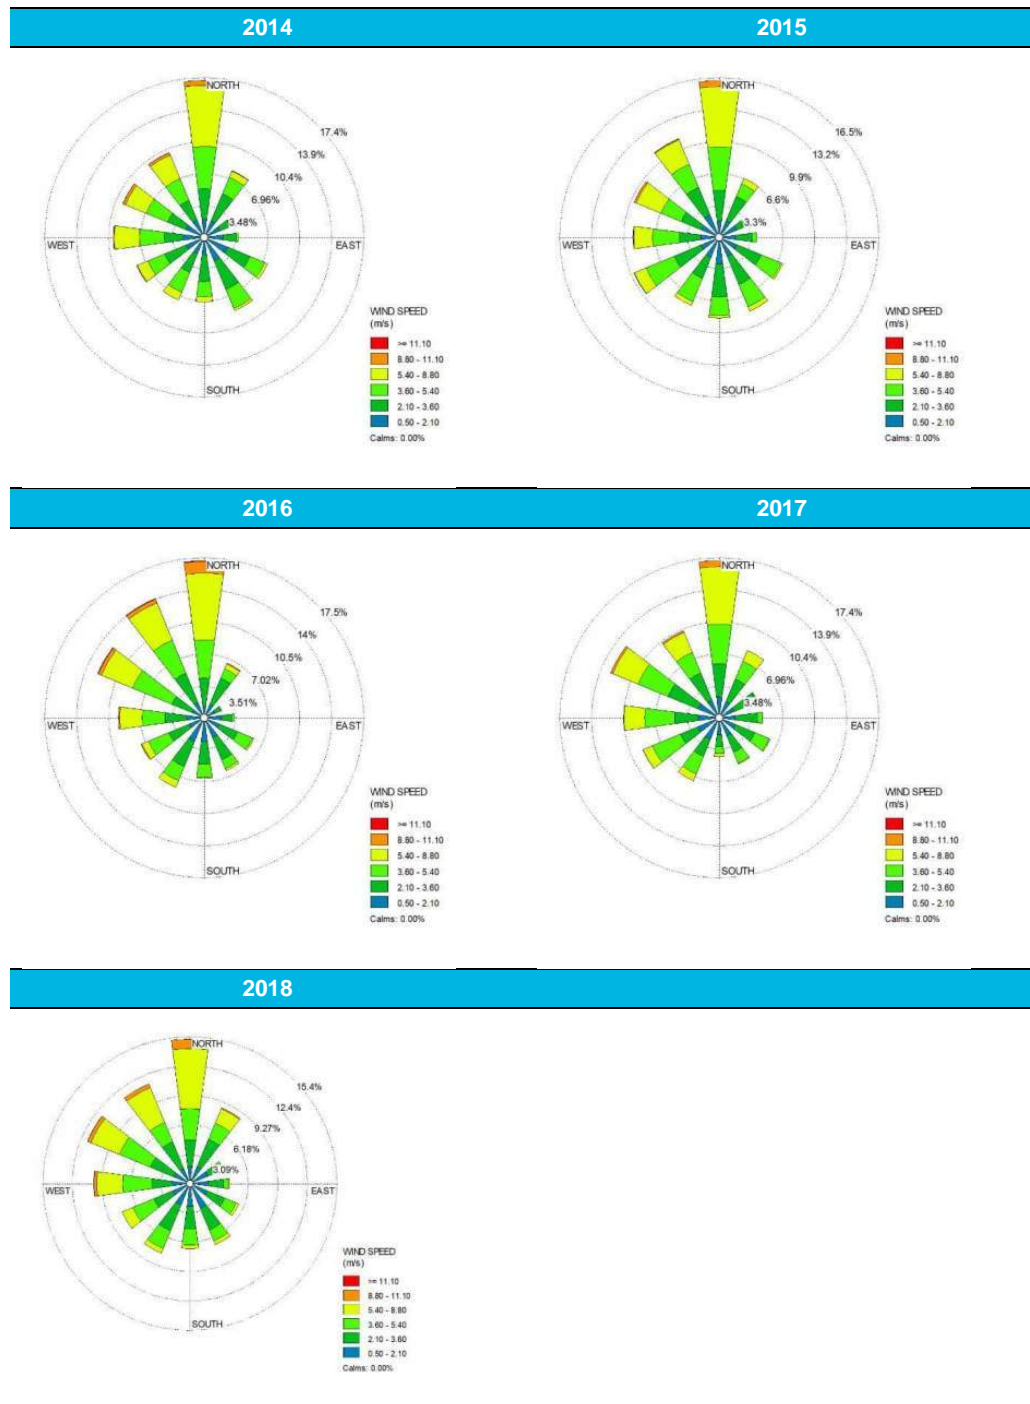 2014
2015
NORTH
17.4%
13.9%
10.4%
6.96%
3.48%
WEST
EAST
SOUTH
WIND SPEED
(m/s)
>= 11.10
8.80 - 11.10
5.40 - 8.80
3.60 - 5.40
2.10 - 3.60
0.50 - 2.10
Calms: 0.00%
NORTH
16.5%
13.2%
9.9%
6.6%
3.3%
WEST
EAST
SOUTH
WIND SPEED
(m/s)
>= 11.10
8.80 - 11.10
5.40 - 8.80
3.60 - 5.40
2.10 - 3.60
0.50 - 2.10
Calms: 0.00%
2016
2017
NORTH
17.5%
14%
10.5%
7.02%
3.51%
WEST
EAST
SOUTH
WIND SPEED
(m/s)
>= 11.10
8.80 - 11.10
5.40 - 8.80
3.60 - 5.40
2.10 - 3.60
0.50 - 2.10
Calms: 0.00%
NORTH
17.4%
13.9%
10.4%
6.96%
3.48%
WEST
EAST
SOUTH
WIND SPEED
(m/s)
>= 11.10
8.80 - 11.10
5.40 - 8.80
3.60 - 5.40
2.10 - 3.60
0.50 - 2.10
Calms: 0.00%
2018
NORTH
15.4%
12.4%
9.27%
6.18%
3.09%
WEST
EAST
SOUTH
WIND SPEED
(m/s)
>= 11.10
8.80 - 11.10
5.40 - 8.80
3.60 - 5.40
2.10 - 3.60
0.50 - 2.10
Calms: 0.00%